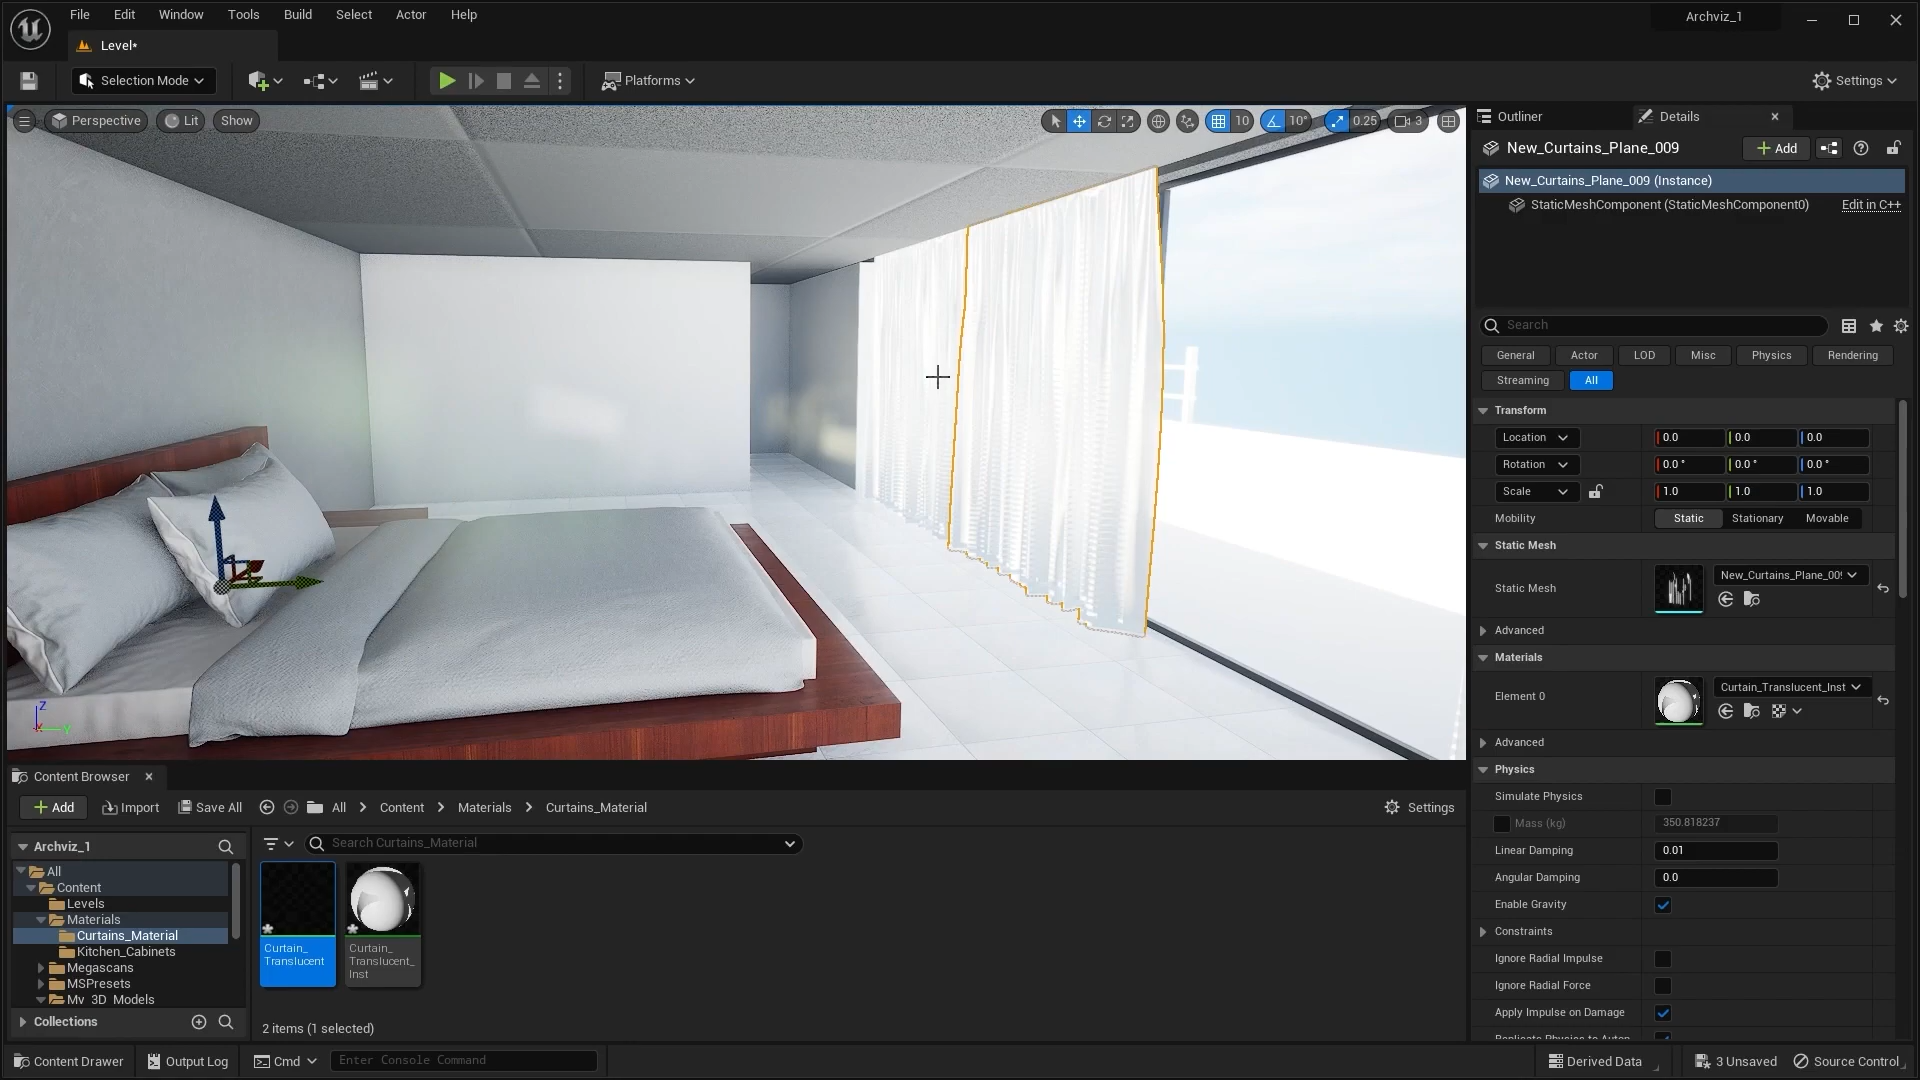 File Edit Window Tools Build Select Actor Help
Archviz_1
Level*
Selection Mode
Platforms
Settings
Perspective
Lit
Show
10
10°
0.25
3
Outliner
Details
New_Curtains_Plane_009
Add
New_Curtains_Plane_009 (Instance)
StaticMeshComponent (StaticMeshComponent0)
Edit in C++
Search
General Actor LOD Misc Physics Rendering
Streaming All
Transform
Location 0.0 0.0 0.0
Rotation 0.0° 0.0° 0.0°
Scale 1.0 1.0 1.0
Mobility Static Stationary Movable
Static Mesh
Static Mesh New_Curtains_Plane_009
Advanced
Materials
Element 0 Curtain_Translucent_Inst
Advanced
Physics
Simulate Physics
Mass (kg) 350.818237
Linear Damping 0.01
Angular Damping 0.0
Enable Gravity
Constraints
Ignore Radial Impulse
Ignore Radial Force
Apply Impulse on Damage
Z
Y
Content Browser
Add
Import
Save All
All
Content
Materials
Curtains_Material
Settings
Archviz_1
Search Curtains_Material
All
Content
Levels
Materials
Curtains_Material
Kitchen_Cabinets
Megascans
MSPresets
My_3D_Models
Collections
Curtain_
Translucent
Curtain_
Translucent_
Inst
2 items (1 selected)
Content Drawer
Output Log
Cmd
Enter Console Command
Derived Data
3 Unsaved
Source Control